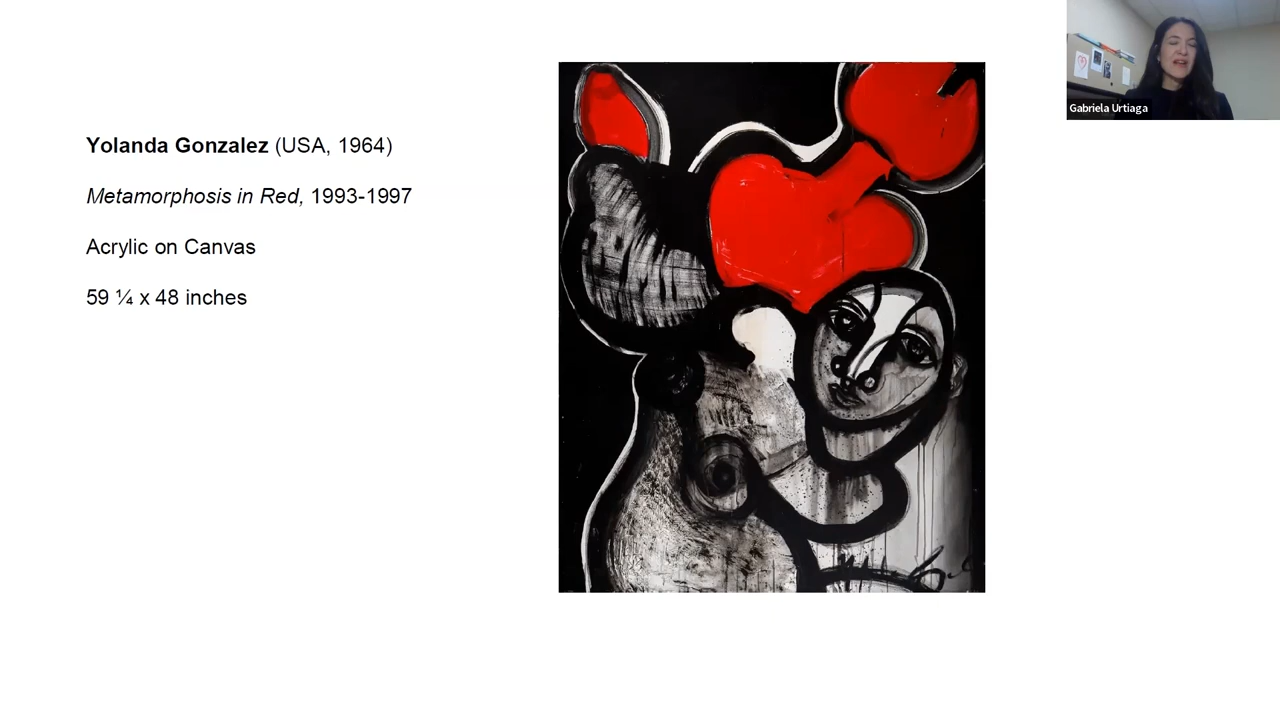 Yolanda Gonzalez (USA, 1964)
Metamorphosis in Red, 1993-1997
Acrylic on Canvas
59 ¼ x 48 inches
Gabriela Urtiaga